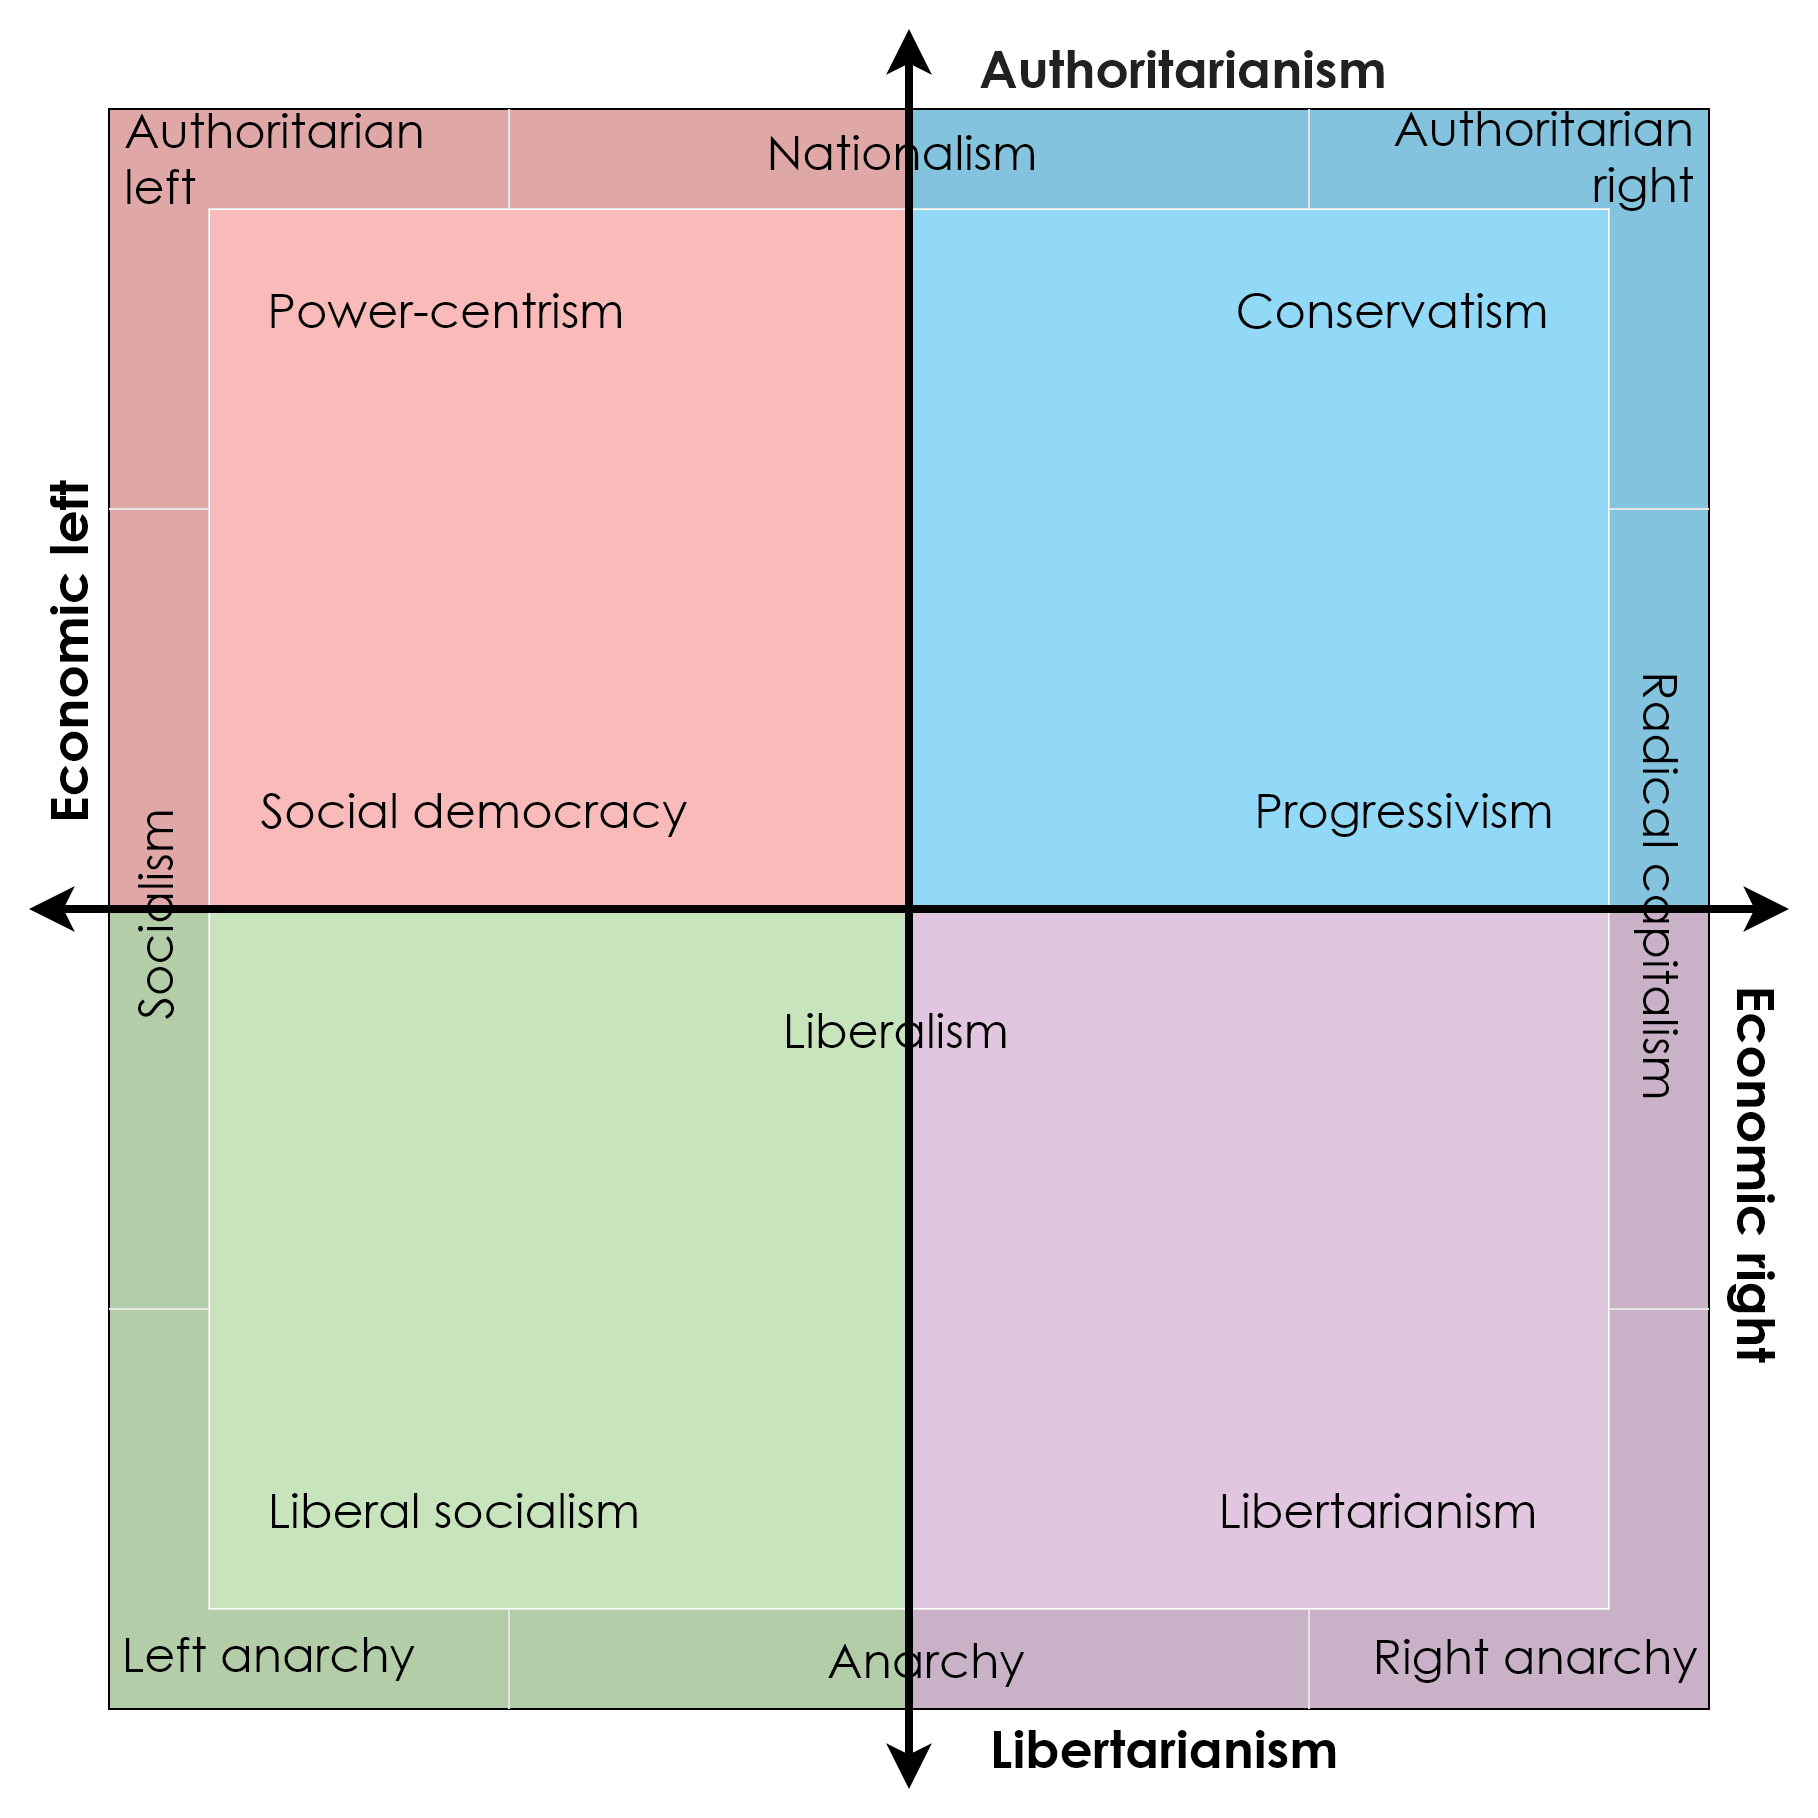 Authoritarianism
Authoritarian
left
Nationalism
Authoritarian
right
Power-centrism
Conservatism
Economic left
Social democracy
Progressivism
Socialism
Radical capitalism
Liberalism
Economic right
Liberal socialism
Libertarianism
Left anarchy
Anarchy
Right anarchy
Libertarianism